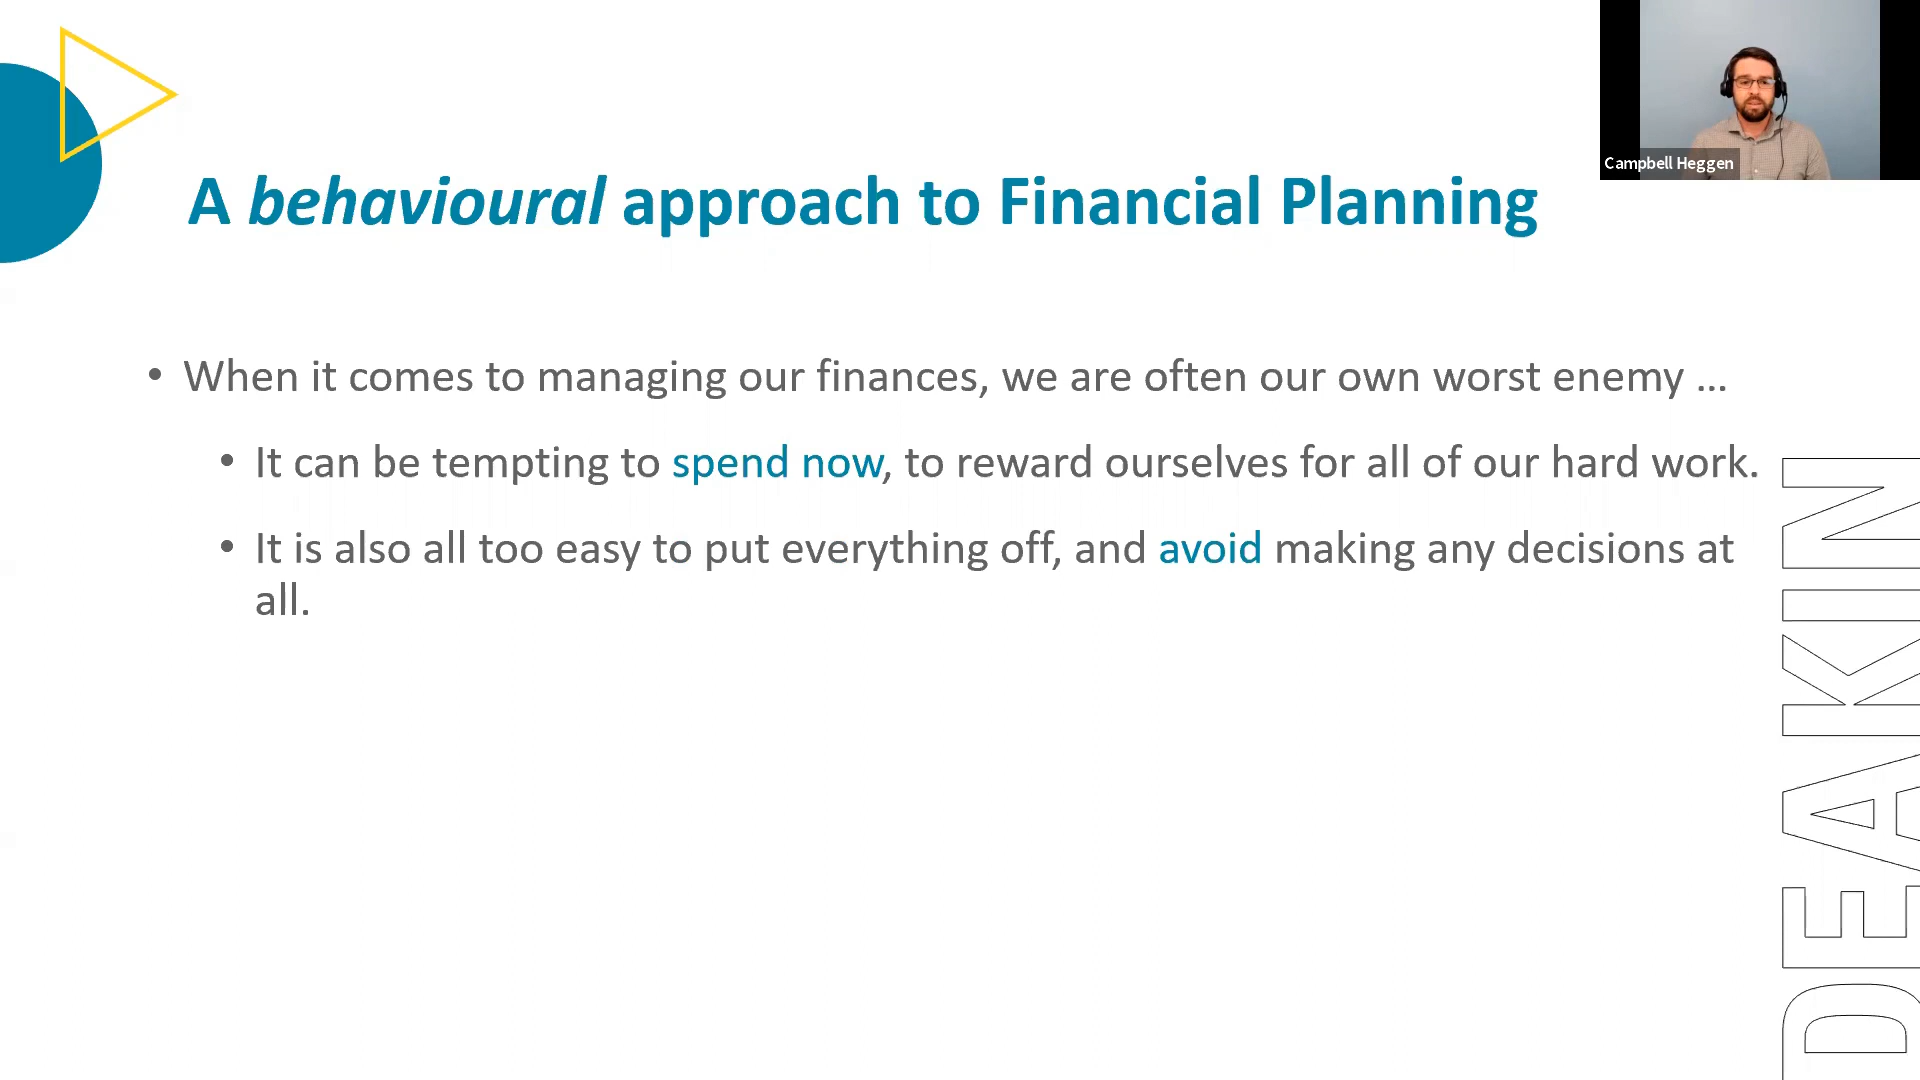 Campbell Heggen
A behavioural approach to Financial Planning
• When it comes to managing our finances, we are often our own worst enemy ...
• It can be tempting to spend now, to reward ourselves for all of our hard work.
• It is also all too easy to put everything off, and avoid making any decisions at
all.
DEAKIN